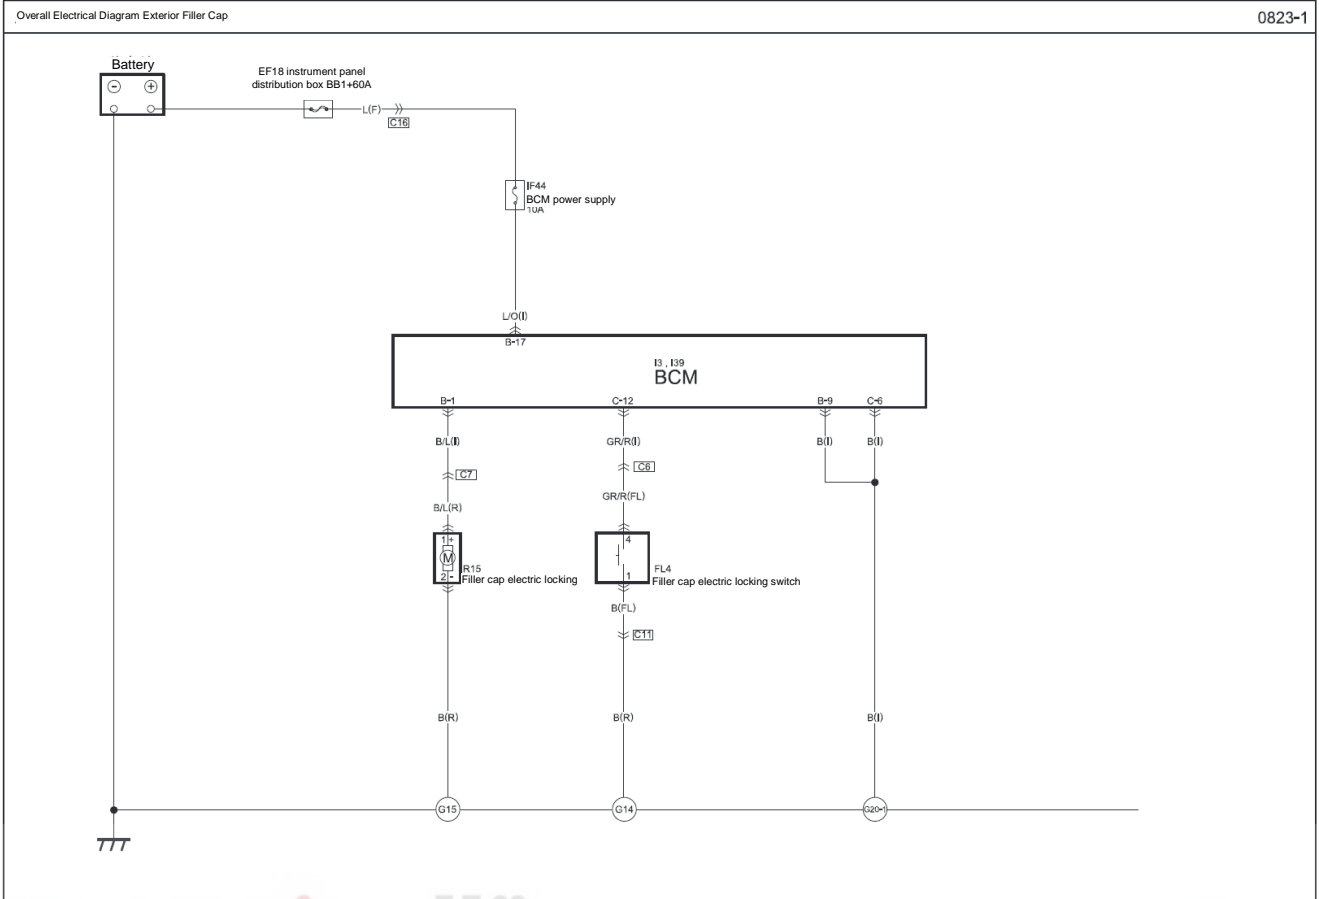 Overall Electrical Diagram Exterior Filler Cap
0823-1
Battery
EF18 instrument panel
distribution box BB1+60A
L(F)
C16
IF44
BCM power supply
10A
L/O(I)
B-17
I3 , I39
BCM
B-1
C-12
B-9
C-6
B/L(I)
GR/R(I)
B(I)
B(I)
C6
C7
GR/R(FL)
B/L(R)
1 +
M
2 -
4
1
R15
Filler cap electric locking
FL4
Filler cap electric locking switch
B(FL)
C11
B(R)
B(R)
B(I)
G15
G14
G20-1